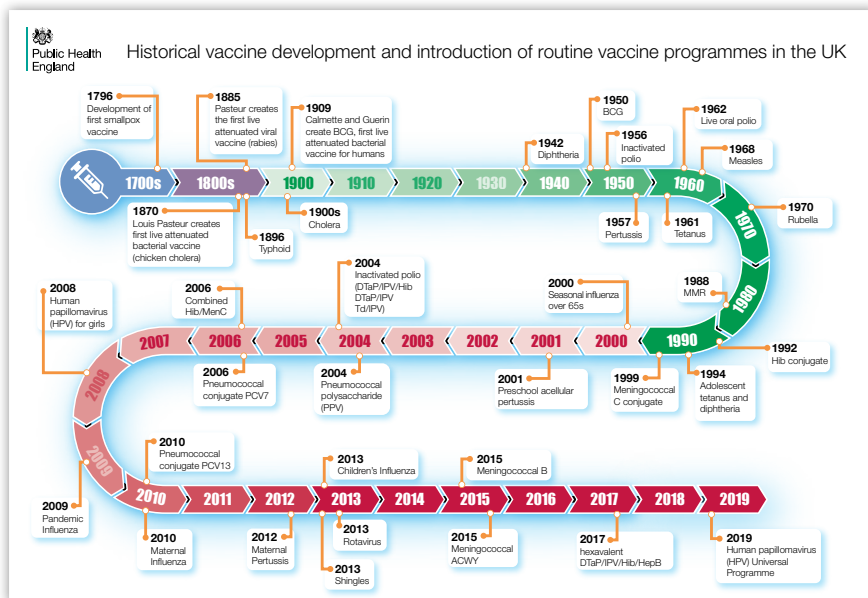 Public Health
England
Historical vaccine development and introduction of routine vaccine programmes in the UK
1796
Development of
first smallpox
vaccine
1885
Pasteur creates
the first live
attenuated viral
vaccine (rabies)
1909
Calmette and Guerin
create BCG, first live
attenuated bacterial
vaccine for humans
1942
Diphtheria
1950
BCG
1956
Inactivated
polio
1962
Live oral polio
1968
Measles
1700s
1800s
1900
1910
1920
1930
1940
1950
1960
1970
1980
1870
Louis Pasteur creates
first live attenuated
bacterial vaccine
(chicken cholera)
1896
Typhoid
1900s
Cholera
1957
Pertussis
1961
Tetanus
1970
Rubella
1988
MMR
2008
Human
papillomavirus
(HPV) for girls
2006
Combined
Hib/MenC
2004
Inactivated polio
(DTaP/IPV/Hib
DTaP/IPV
Td/IPV)
2000
Seasonal influenza
over 65s
2007
2006
2005
2004
2003
2002
2001
2000
1990
1992
Hib conjugate
2006
Pneumococcal
conjugate PCV7
2004
Pneumococcal
polysaccharide
(PPV)
2001
Preschool acellular
pertussis
1999
Meningococcal
C conjugate
1994
Adolescent
tetanus and
diphtheria
2008
2009
2010
Pneumococcal
conjugate PCV13
2013
Children's Influenza
2015
Meningococcal B
2010
2011
2012
2013
2014
2015
2016
2017
2018
2019
2009
Pandemic
Influenza
2010
Maternal
Influenza
2012
Maternal
Pertussis
2013
Rotavirus
2013
Shingles
2015
Meningococcal
ACWY
2017
hexavalent
DTaP/IPV/Hib/HepB
2019
Human papillomavirus
(HPV) Universal
Programme